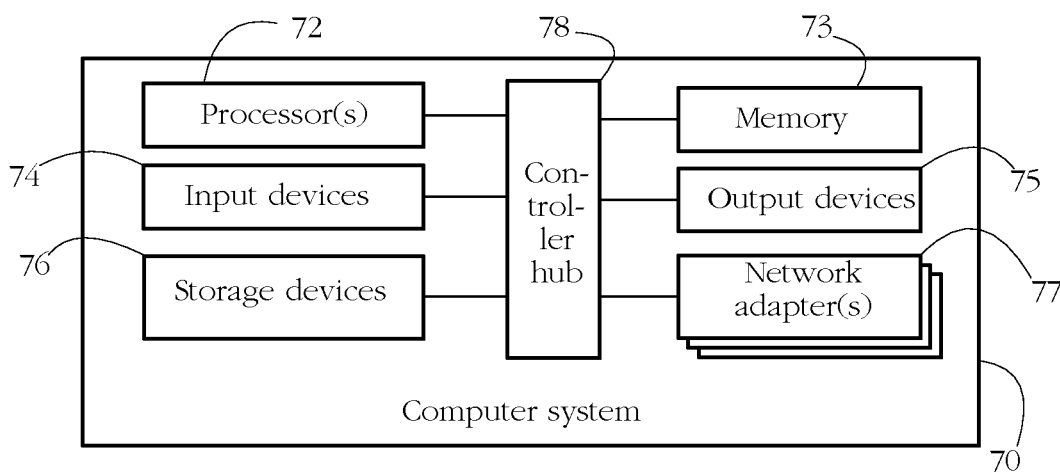 72
78
73
Processor(s)
Memory
74
Input devices
Con-
trol-
ler
hub
Output devices
75
76
Storage devices
Network
adapter(s)
77
Computer system
70